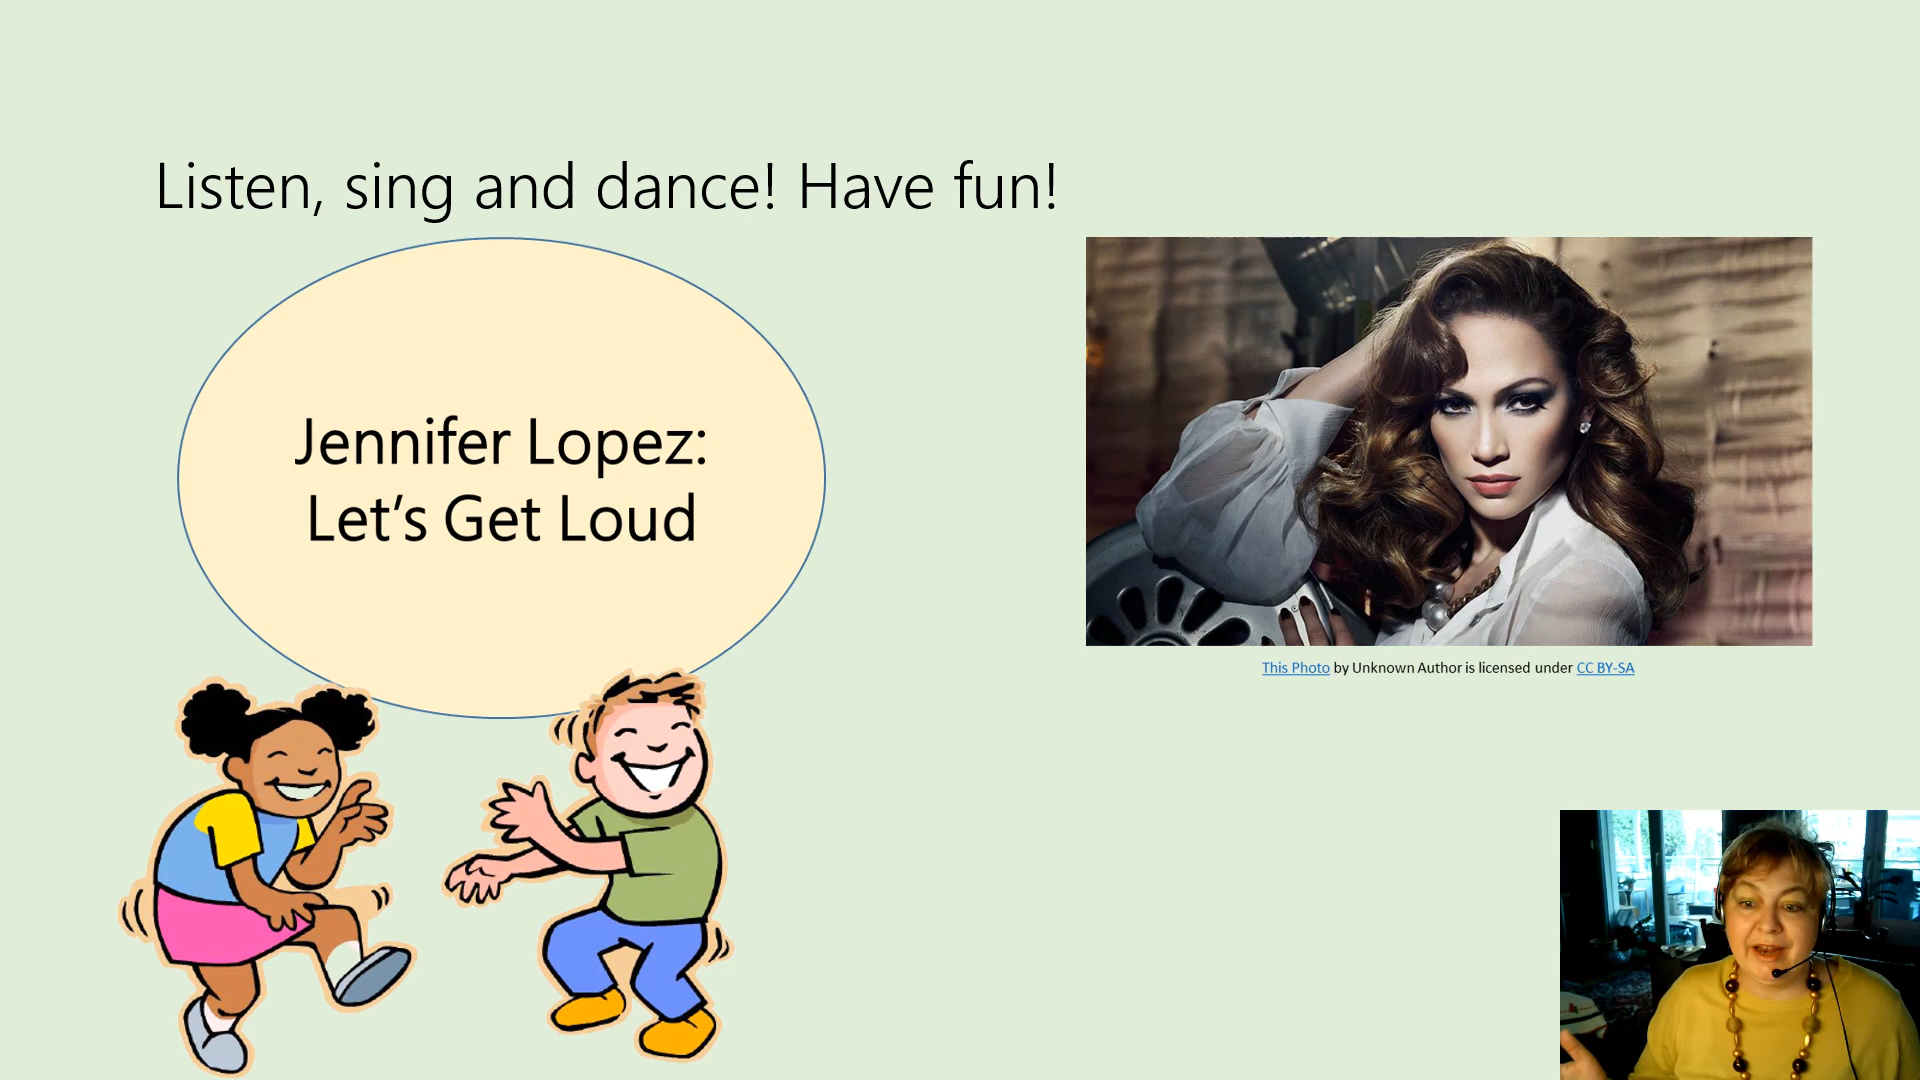 Listen, sing and dance! Have fun!
Jennifer Lopez:
Let’s Get Loud
This Photo by Unknown Author is licensed under CC BY-SA